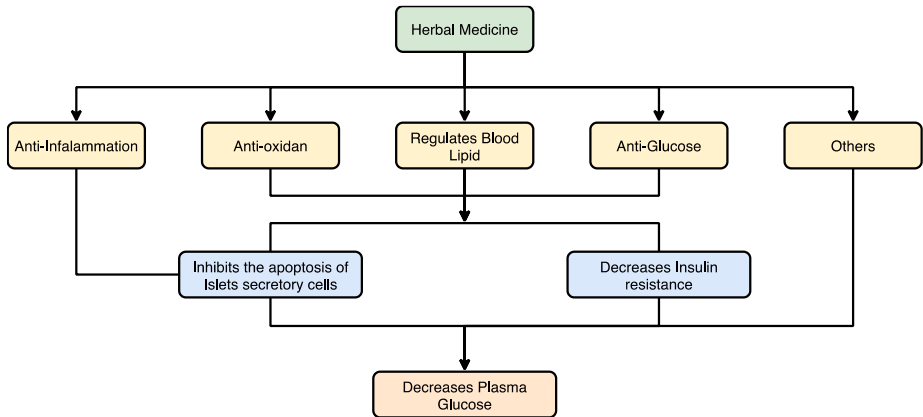 Herbal Medicine
Anti-Infalammation
Anti-oxidan
Regulates Blood
Lipid
Anti-Glucose
Others
Inhibits the apoptosis of
Islets secretory cells
Decreases Insulin
resistance
Decreases Plasma
Glucose